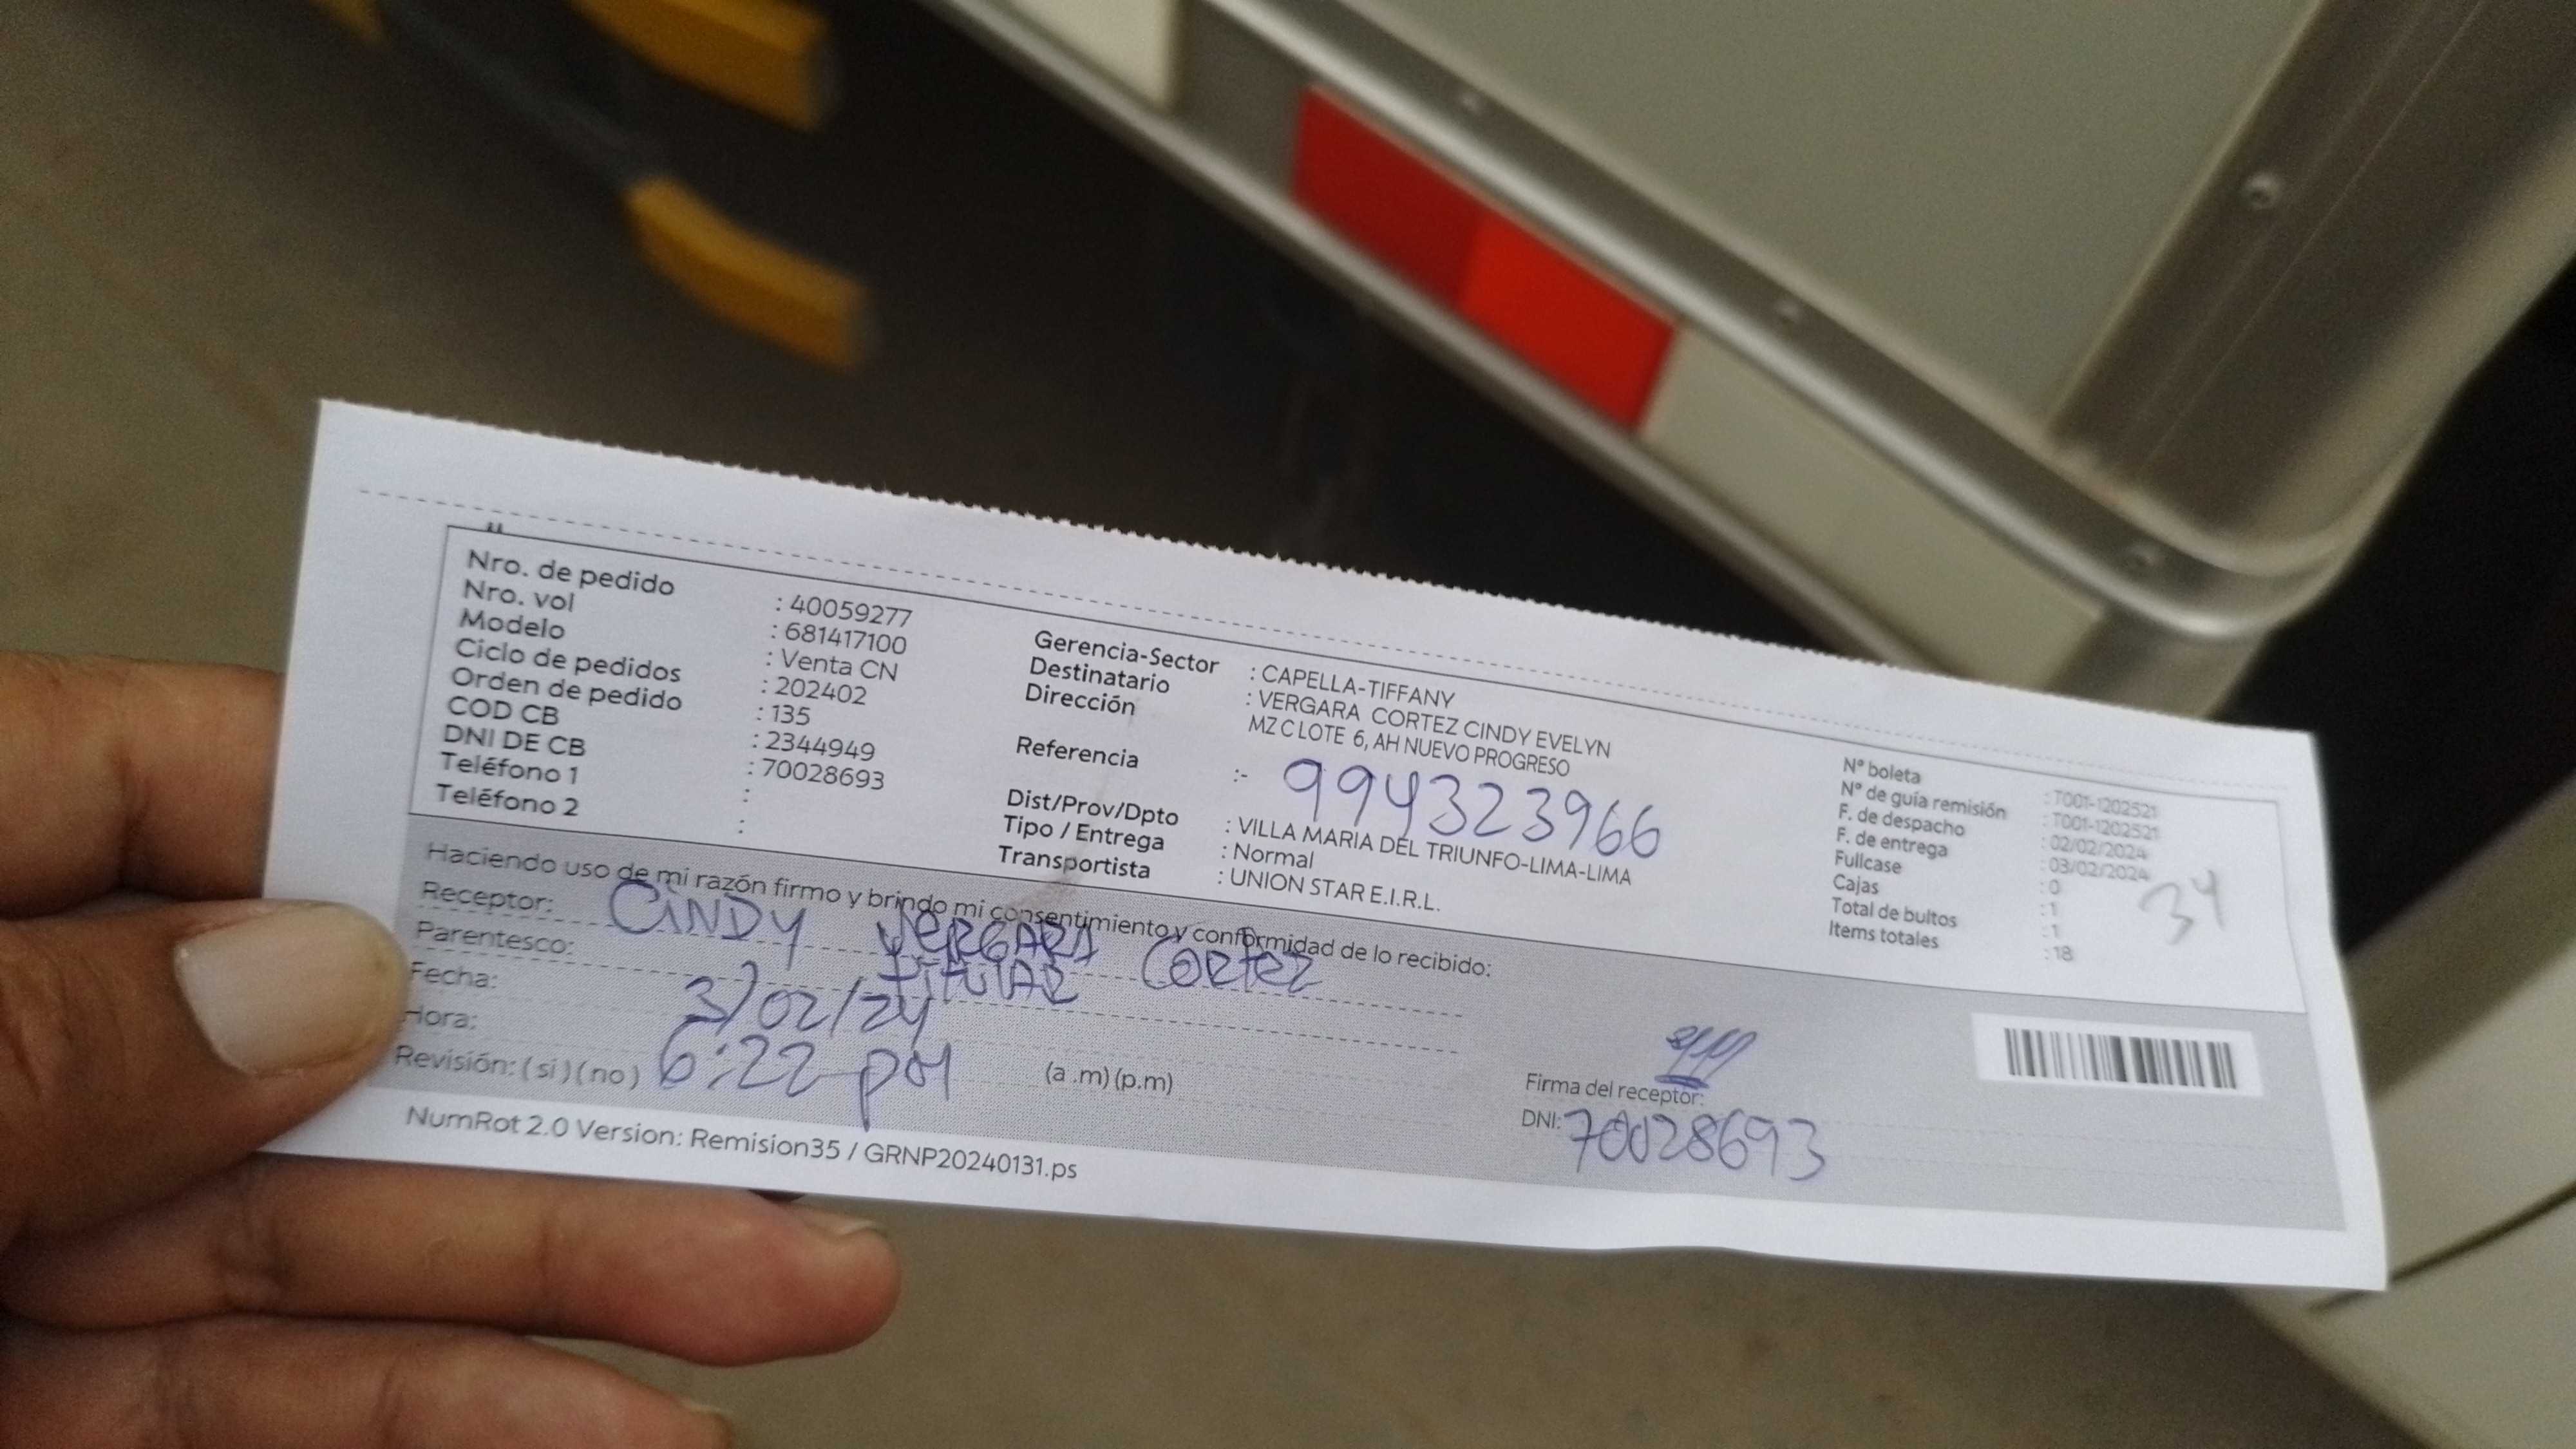 Nro. de pedido : 40059277
Nro. vol : 681417100
Modelo : Venta CN
Ciclo de pedidos : 202402
Orden de pedido : 135
COD CB : 2344949
DNI DE CB : 70028693
Teléfono 1 :
Teléfono 2 :
Gerencia-Sector : CAPELLA-TIFFANY
Destinatario : VERGARA CORTEZ CINDY EVELYN
Dirección MZ C LOTE 6, AH NUEVO PROGRESO
Referencia :- 994323966
Dist/Prov/Dpto : VILLA MARIA DEL TRIUNFO-LIMA-LIMA
Tipo / Entrega : Normal
Transportista : UNION STAR E.I.R.L.
N° boleta : T001-1202521
N° de guía remisión : T001-1202521
F. de despacho : 02/02/2024
F. de entrega : 03/02/2024
Fullcase : 0
Cajas : 1
Total de bultos : 1
Items totales : 18
34
Haciendo uso de mi razón firmo y brindo mi consentimiento y conformidad de lo recibido:
Receptor: CINDY VERGARA CORTEZ
Parentesco: TITULAR
Fecha: 3/02/24
Hora: 6:22 pm (a .m) (p.m)
Revisión: ( si ) ( no )
Firma del receptor:
DNI: 70028693
NumRot 2.0 Version: Remision35 / GRNP20240131.ps